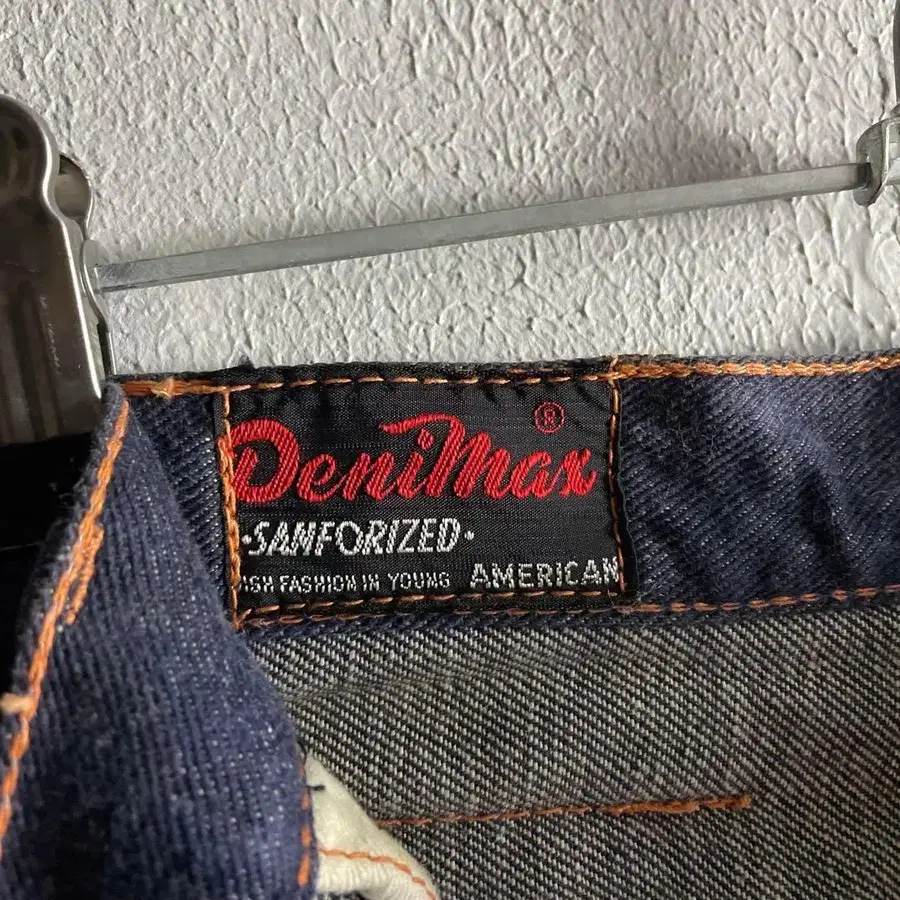 DeniMax ®
•SANFORIZED•
FASHION IN YOUNG AMERICAN